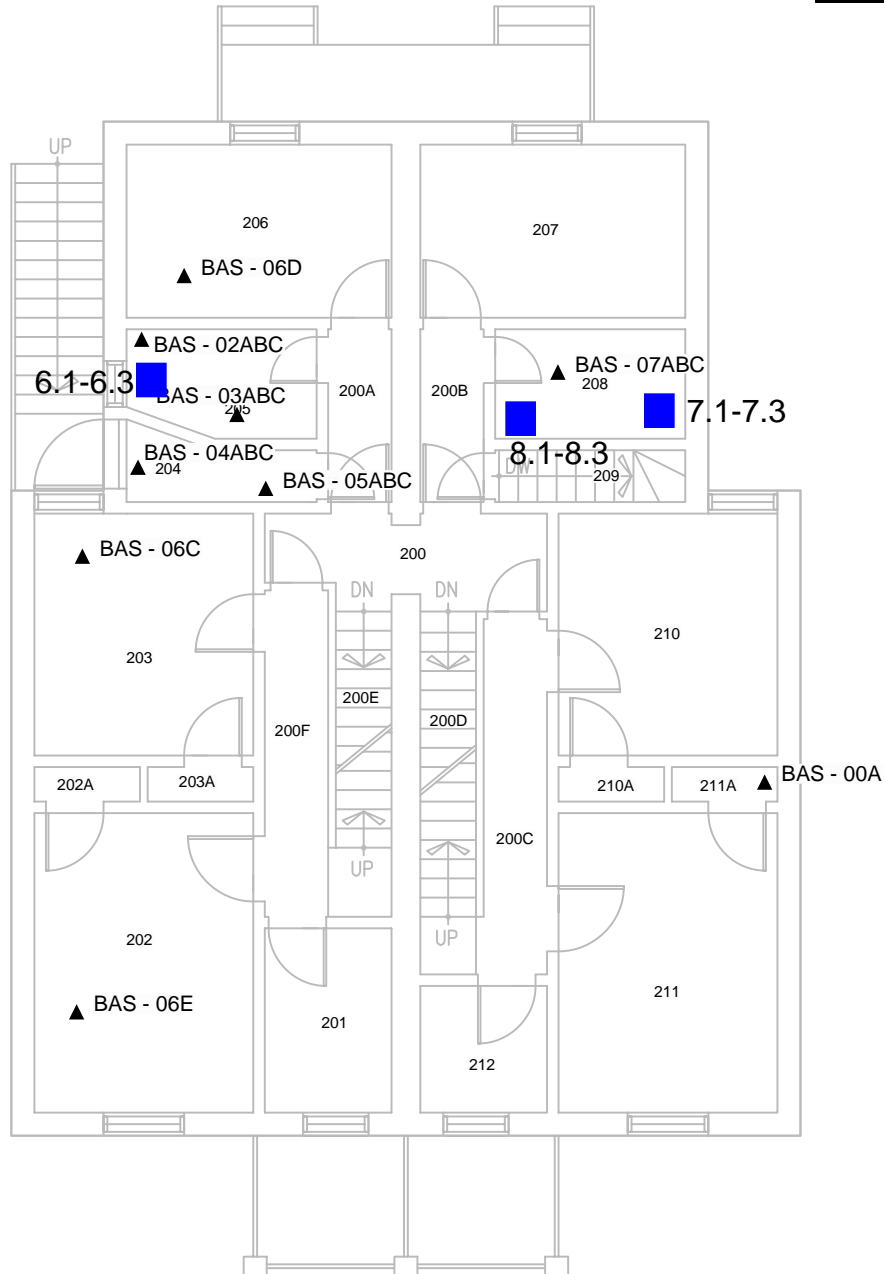 UP
206
207
BAS - 06D
BAS - 02ABC
6.1-6.3
BAS - 03ABC
205
200A
200B
BAS - 07ABC
208
7.1-7.3
8.1-8.3
BAS - 04ABC
204
BAS - 05ABC
DW
209
BAS - 06C
200
DN
DN
203
210
200E
200D
200F
202A
203A
210A
211A
BAS - 00A
200C
UP
UP
202
BAS - 06E
201
211
212